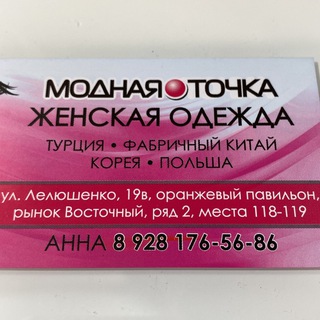 МОДНАЯ ТОЧКА
ЖЕНСКАЯ ОДЕЖДА
ТУРЦИЯ • ФАБРИЧНЫЙ КИТАЙ
КОРЕЯ • ПОЛЬША
ул. Лелюшенко, 19в, оранжевый павильон,
рынок Восточный, ряд 2, места 118-119
АННА 8 928 176-56-86